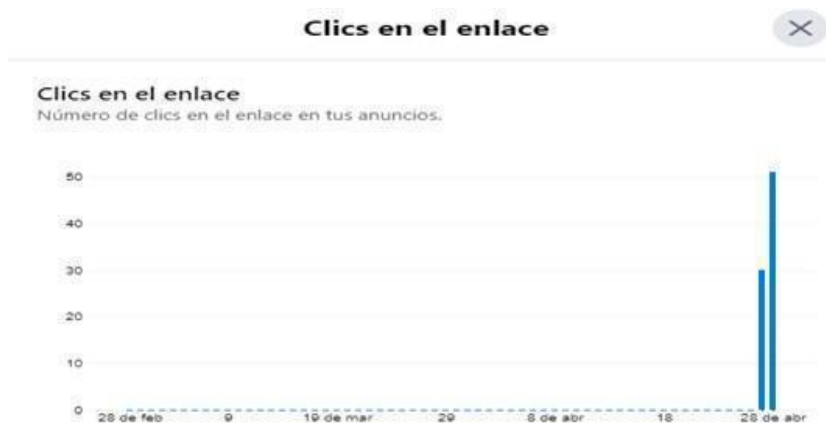 Clics en el enlace
Clics en el enlace
Número de clics en el enlace en tus anuncios.
50
40
30
20
10
0
28 de feb 9 19 de mar 29 8 de abr 18 28 de abr